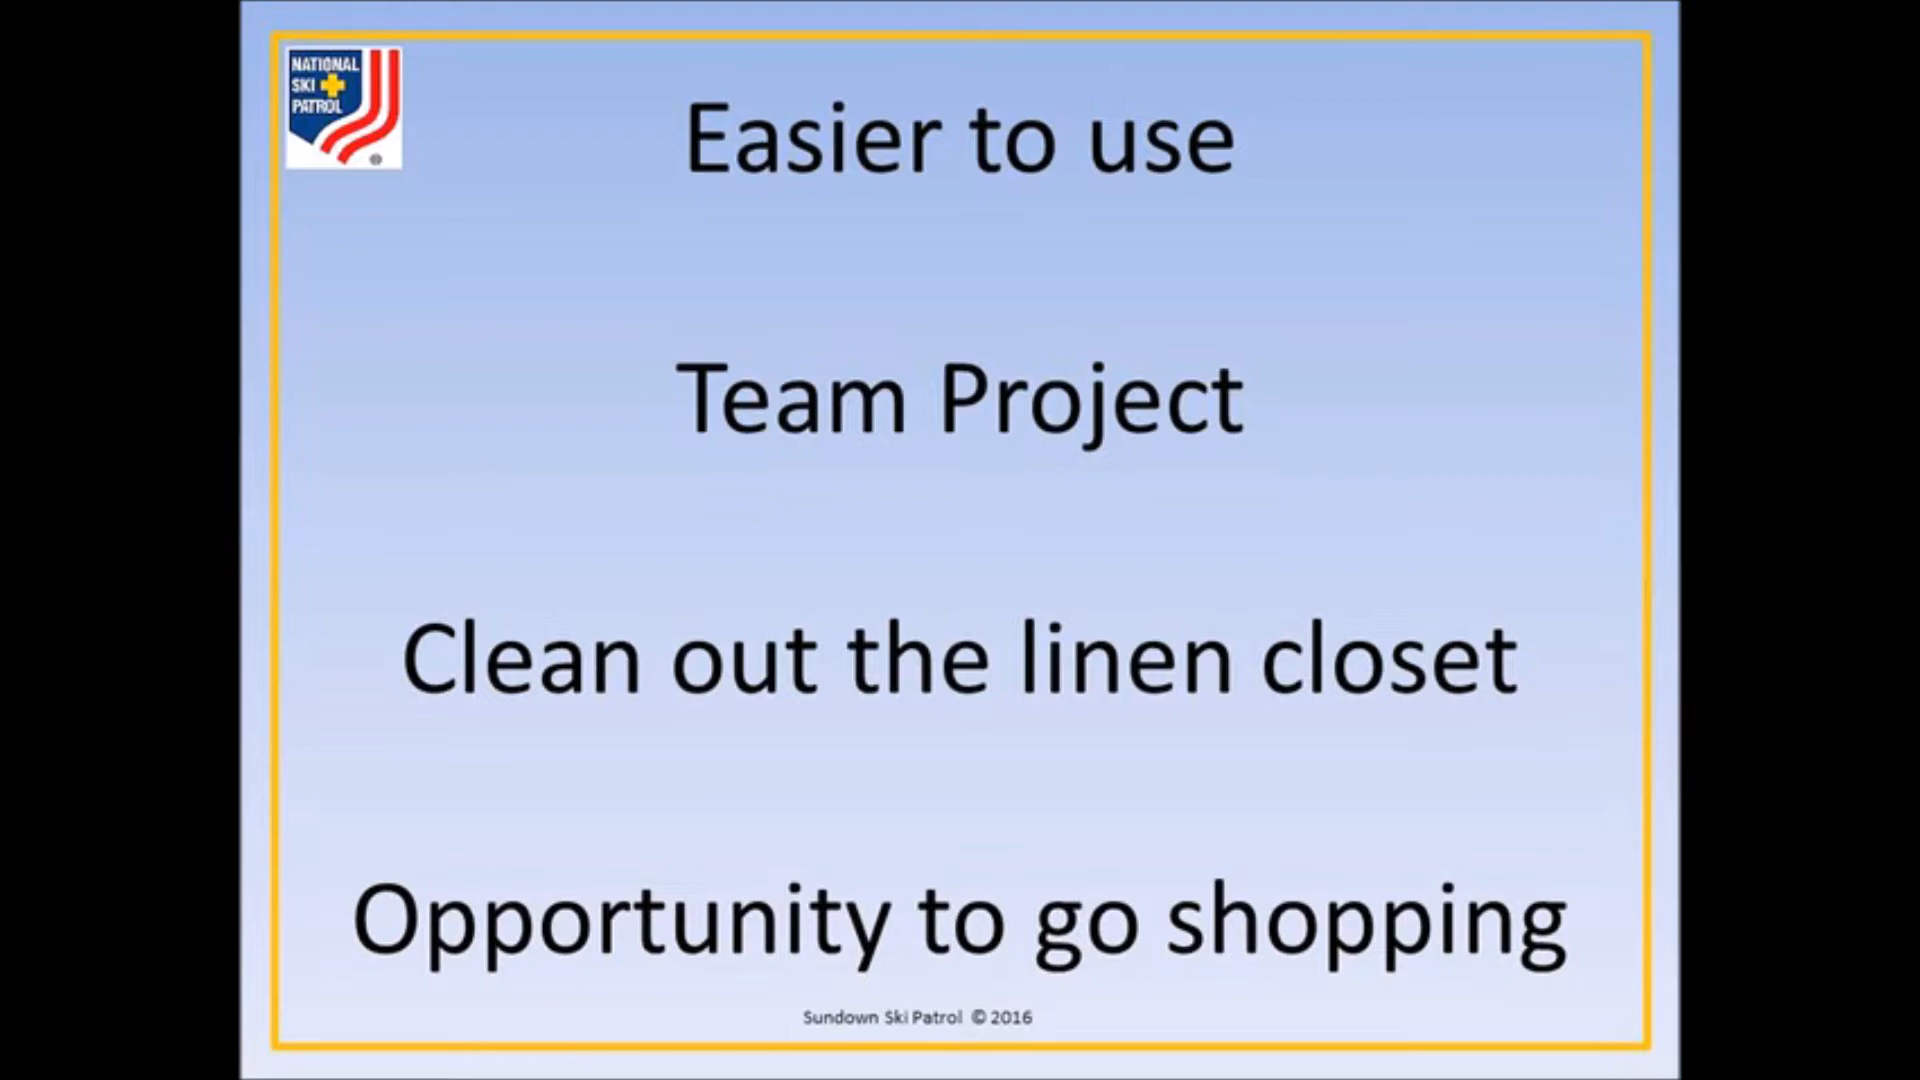 NATIONAL
SKI
PATROL
®
Easier to use
Team Project
Clean out the linen closet
Opportunity to go shopping
Sundown Ski Patrol © 2016